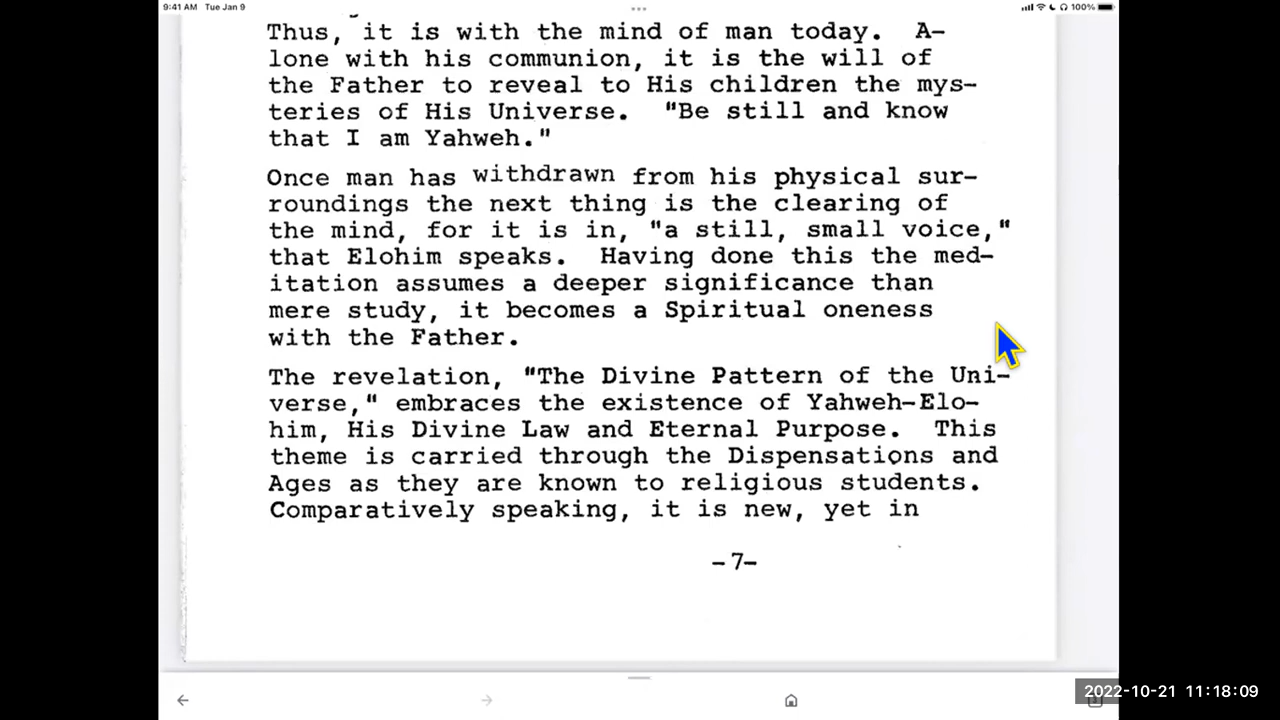 9:41 AM Tue Jan 9
100%
Thus, it is with the mind of man today. A-
lone with his communion, it is the will of
the Father to reveal to His children the mys-
teries of His Universe. "Be still and know
that I am Yahweh."
Once man has withdrawn from his physical sur-
roundings the next thing is the clearing of
the mind, for it is in, "a still, small voice,"
that Elohim speaks. Having done this the med-
itation assumes a deeper significance than
mere study, it becomes a Spiritual oneness
with the Father.
The revelation, "The Divine Pattern of the Uni-
verse," embraces the existence of Yahweh-Elo-
him, His Divine Law and Eternal Purpose. This
theme is carried through the Dispensations and
Ages as they are known to religious students.
Comparatively speaking, it is new, yet in
-7-
2022-10-21 11:18:09